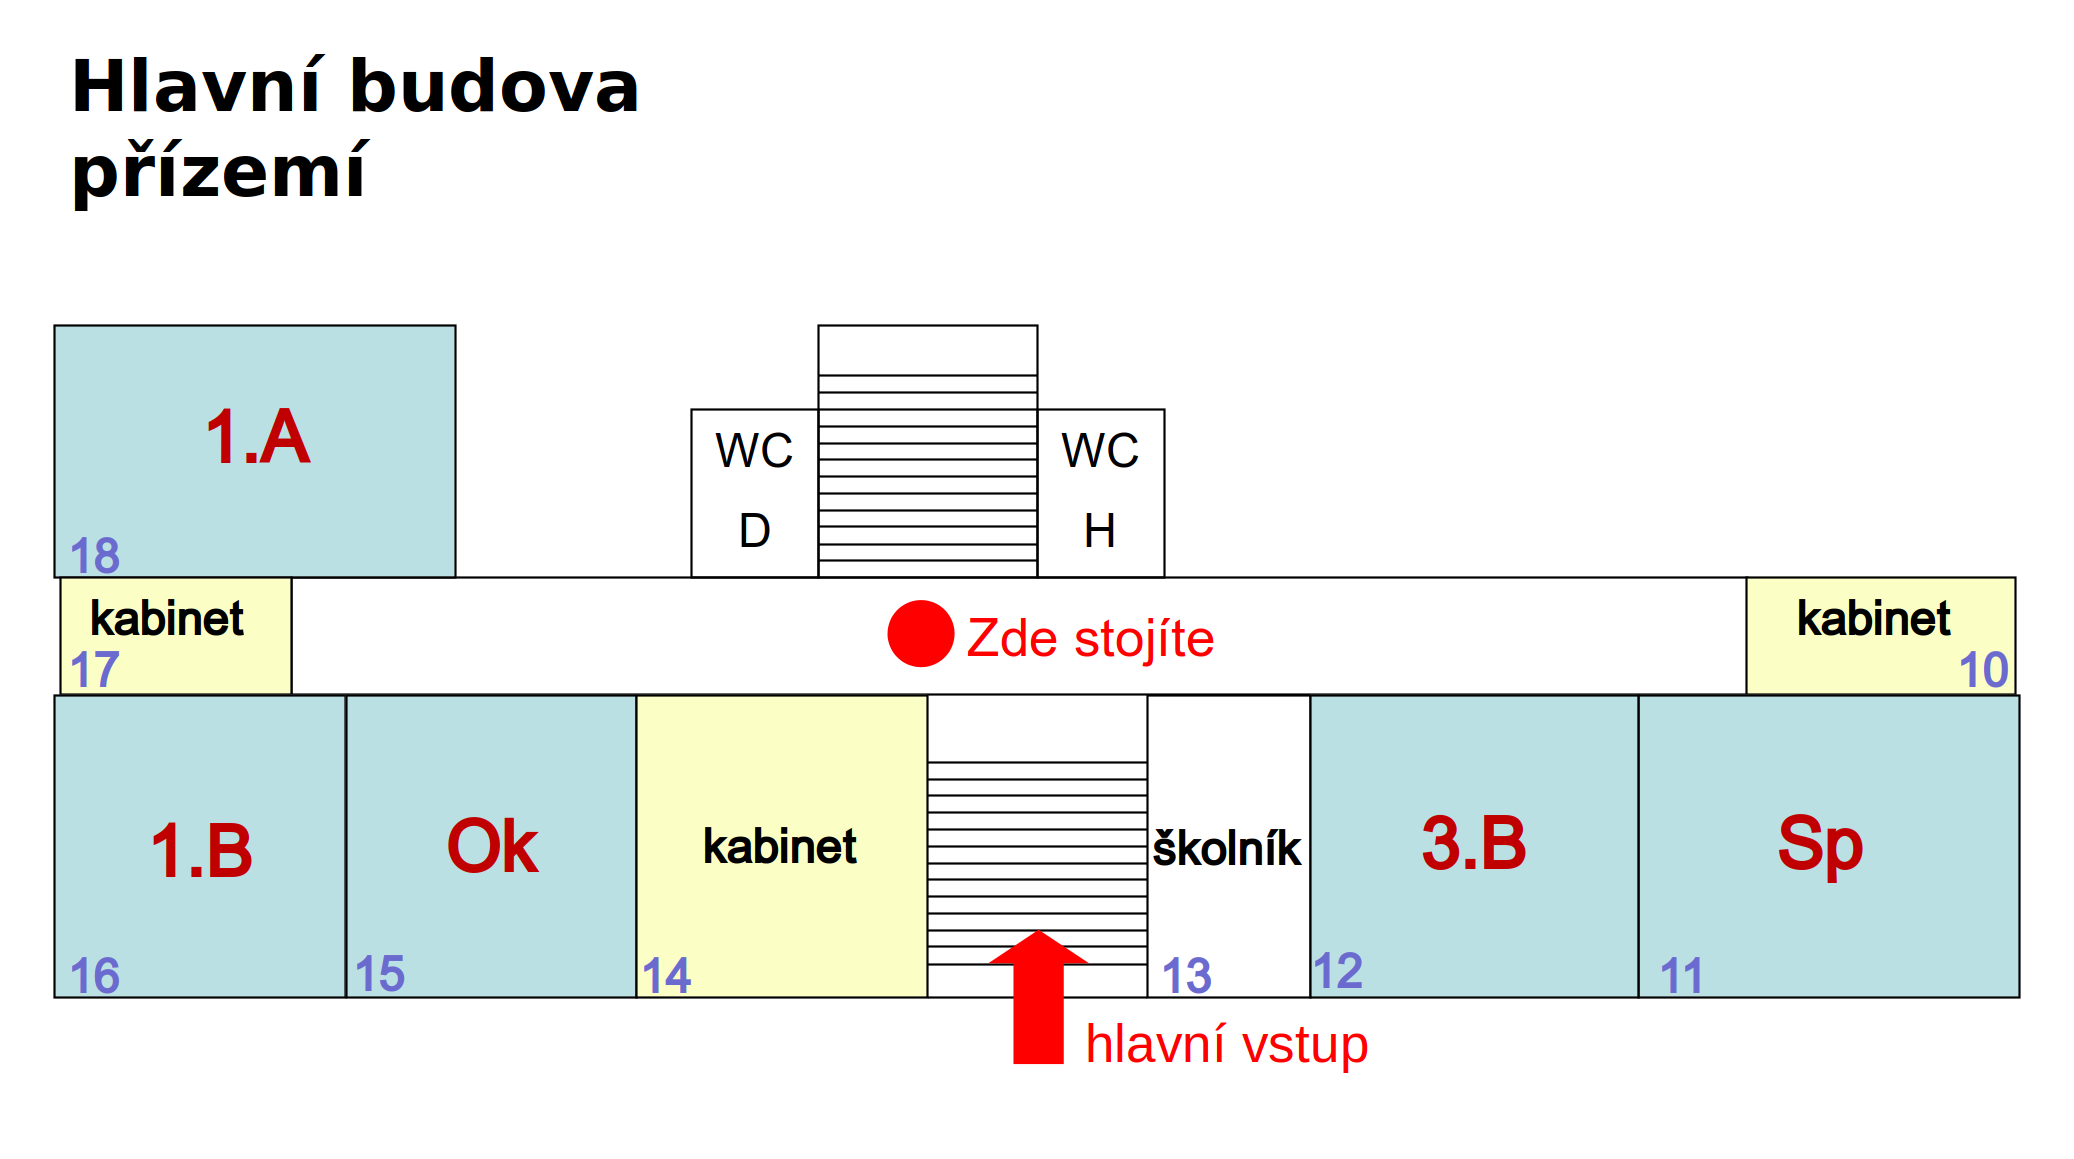 Hlavní budova
přízemí
1.A
18
WC
D
WC
H
kabinet
17
Zde stojíte
kabinet
10
1.B
16
Ok
15
kabinet
14
školník
13
3.B
12
Sp
11
hlavní vstup